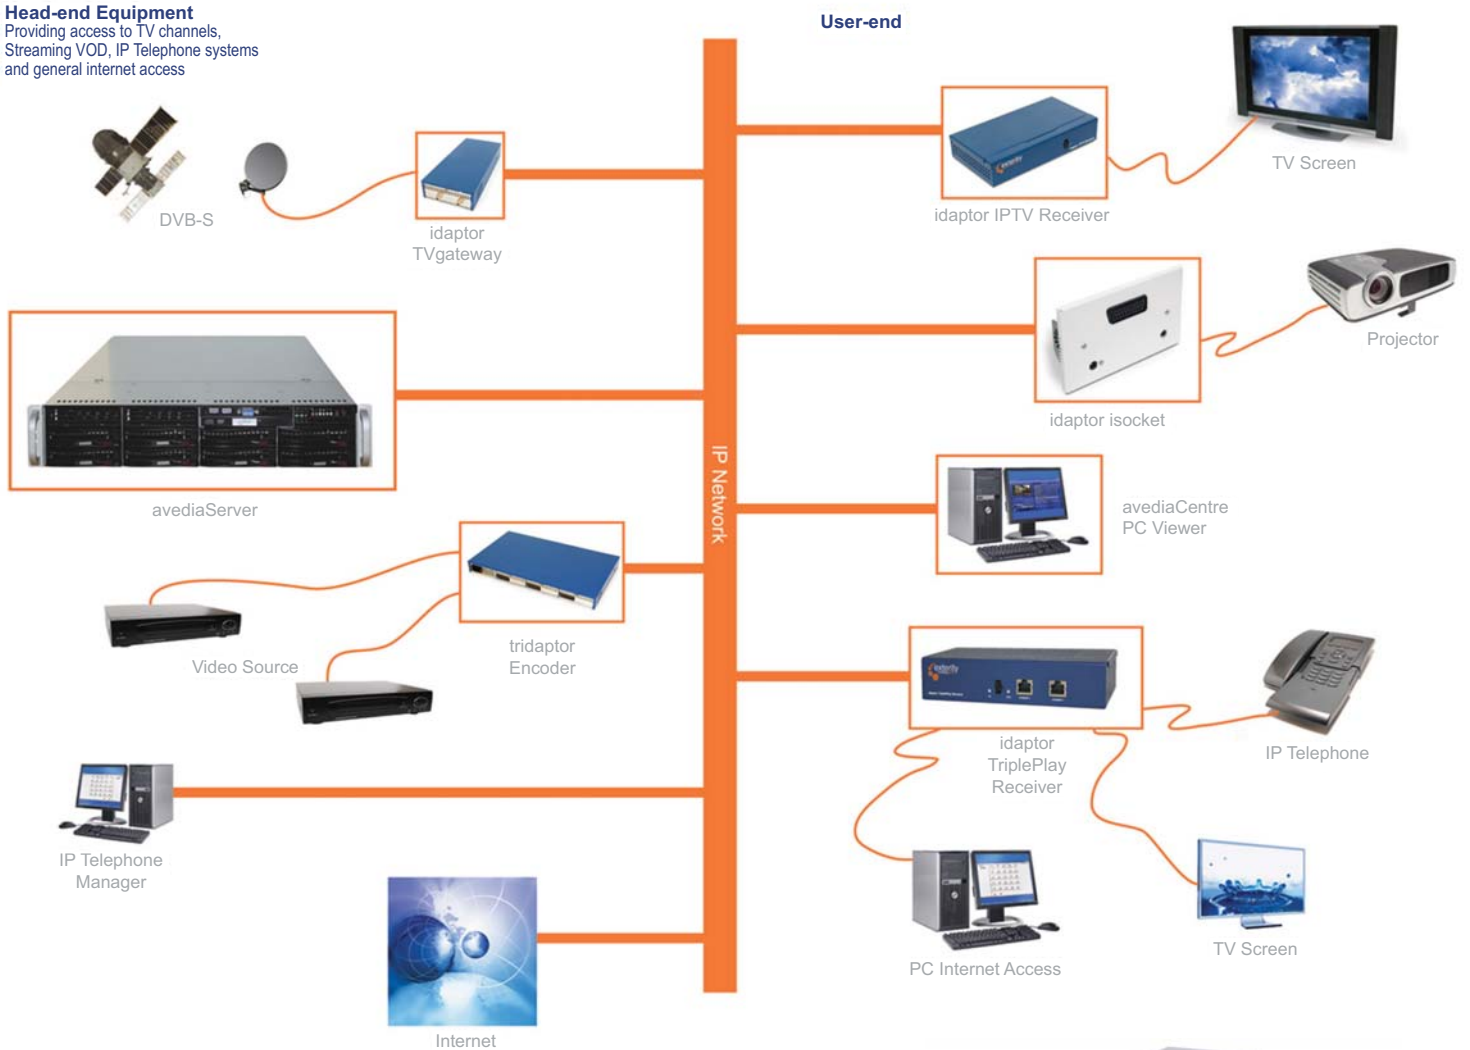 Head-end Equipment
Providing access to TV channels,
Streaming VOD, IP Telephone systems
and general internet access
User-end
DVB-S
idaptor
TVgateway
avediaServer
Video Source
tridaptor
Encoder
IP Telephone
Manager
Internet
IP Network
exterity
idaptor IPTV Receiver
TV Screen
idaptor isocket
Projector
avediaCentre
PC Viewer
exterity
idaptor
TriplePlay
Receiver
IP Telephone
PC Internet Access
TV Screen